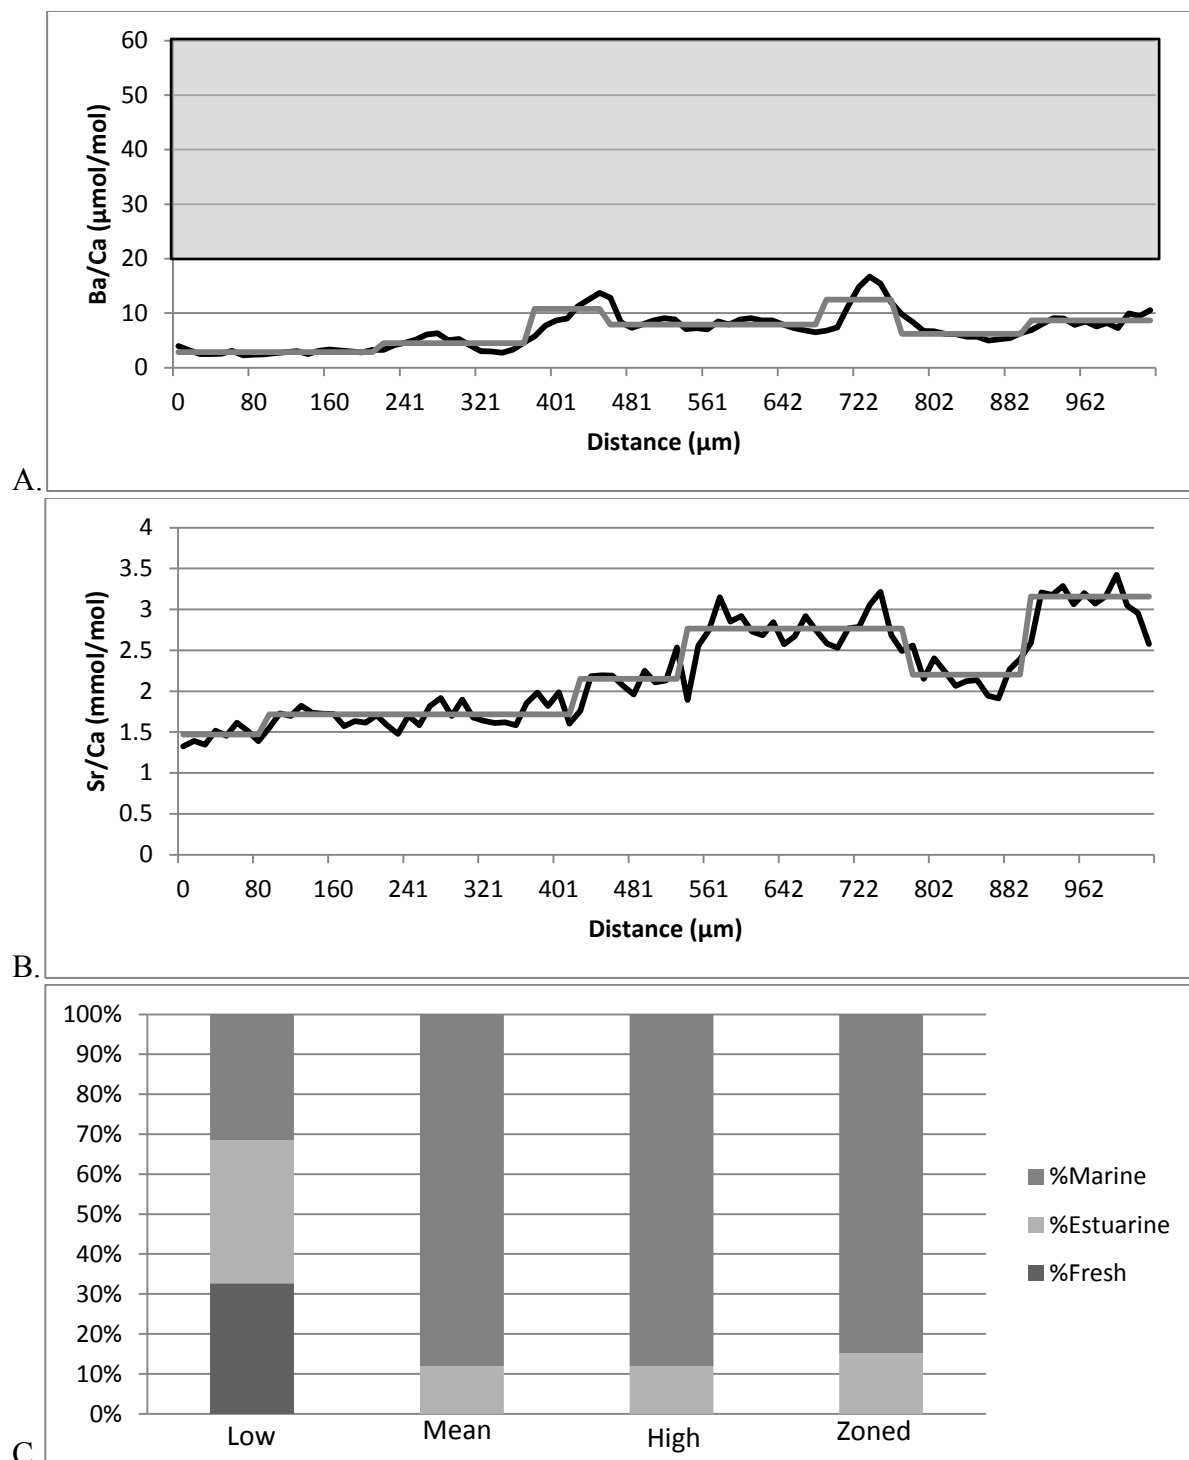 60
50
40
30
20
10
0
Ba/Ca (µmol/mol)
0 80 160 241 321 401 481 561 642 722 802 882 962
Distance (µm)
A.
4
3.5
3
2.5
2
1.5
1
0.5
0
Sr/Ca (mmol/mol)
0 80 160 241 321 401 481 561 642 722 802 882 962
Distance (µm)
B.
100%
90%
80%
70%
60%
50%
40%
30%
20%
10%
0%
Low Mean High Zoned
%Marine
%Estuarine
%Fresh
C